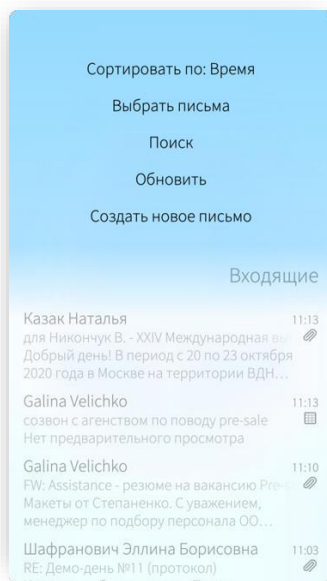 Сортировать по: Время
Выбрать письма
Поиск
Обновить
Создать новое письмо
Входящие
Казак Наталья 11:13
для Никончук В. - XXIV Международная
Добрый день! В период с 20 по 23 октября
2020 года в Москве на территории ВДН...
Galina Velichko 11:13
созвон с агенством по поводу pre-sale
Нет предварительного просмотра
Galina Velichko 11:10
FW: Assistance - резюме на вакансию Pre-
Макеты от Степаненко. С уважением,
менеджер по подбору персонала ОО...
Шафранович Эллина Борисовна 11:03
RE: Демо-день №11 (протокол)